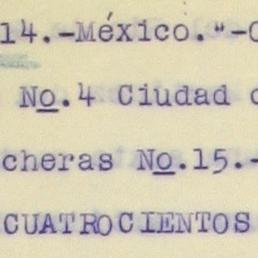 14.-México."-C
No.4 Ciudad
cheras No.15.-
CUATROCIENTOS